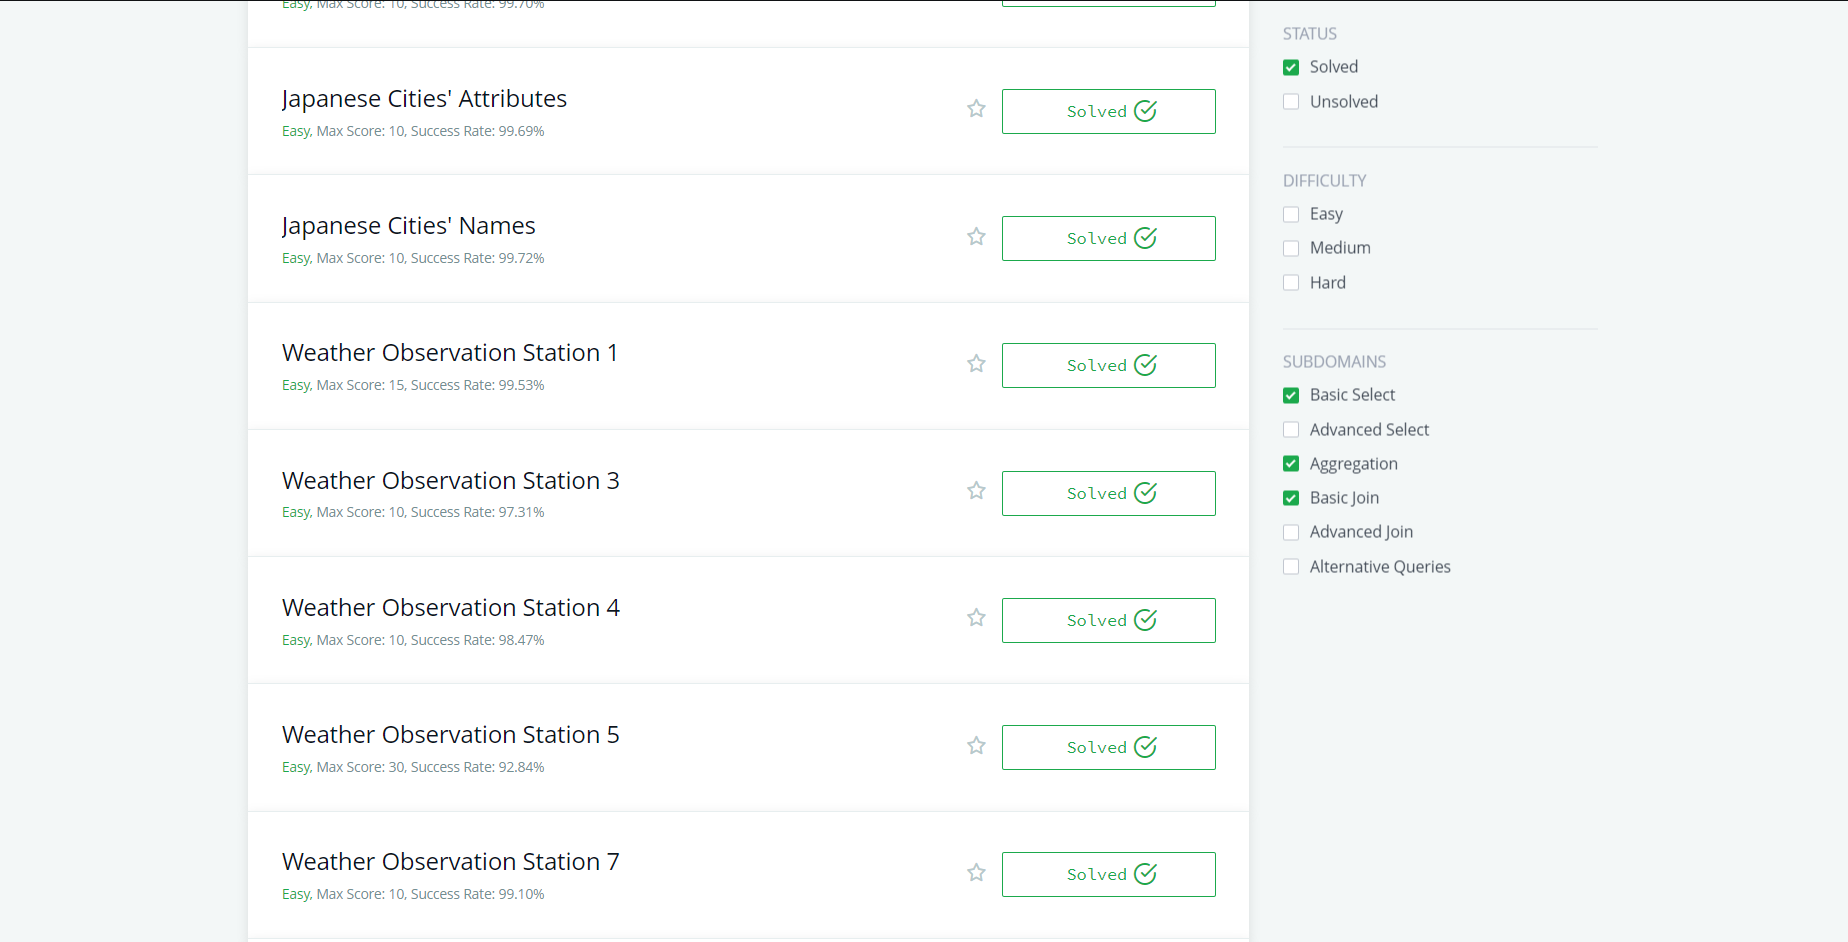 Easy, Max Score: 10, Success Rate: 99.70%
Japanese Cities' Attributes
Easy, Max Score: 10, Success Rate: 99.69%
Solved
Japanese Cities' Names
Easy, Max Score: 10, Success Rate: 99.72%
Solved
Weather Observation Station 1
Easy, Max Score: 15, Success Rate: 99.53%
Solved
Weather Observation Station 3
Easy, Max Score: 10, Success Rate: 97.31%
Solved
Weather Observation Station 4
Easy, Max Score: 10, Success Rate: 98.47%
Solved
Weather Observation Station 5
Easy, Max Score: 30, Success Rate: 92.84%
Solved
Weather Observation Station 7
Easy, Max Score: 10, Success Rate: 99.10%
Solved
STATUS
Solved
Unsolved
DIFFICULTY
Easy
Medium
Hard
SUBDOMAINS
Basic Select
Advanced Select
Aggregation
Basic Join
Advanced Join
Alternative Queries